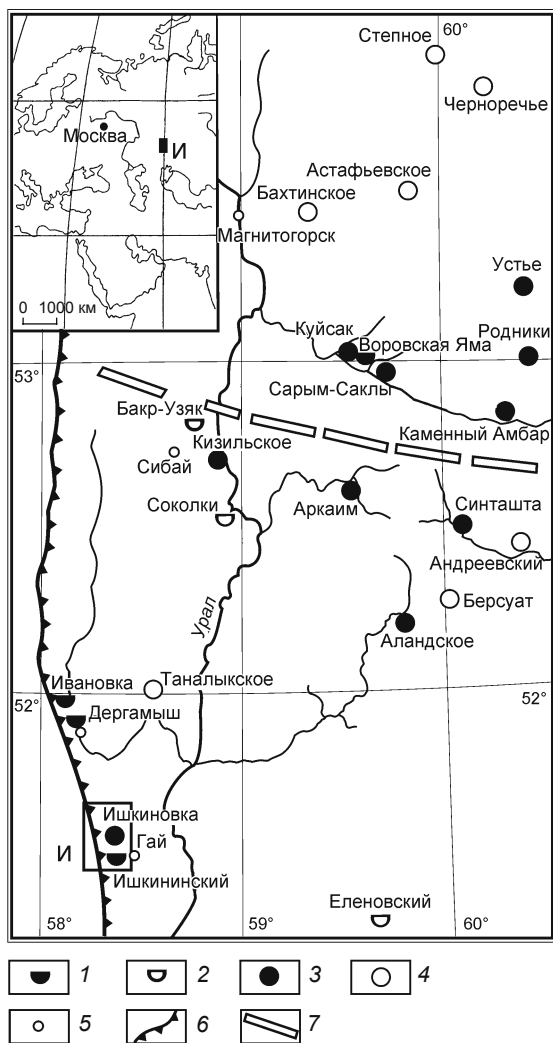 60°
Степное
Черноречье
Москва
И
Астафьевское
Бахтинское
Магнитогорск
Устье
0 1000 км
Куйсак
Родники
Воровская Яма
53°
Сарым-Саклы
Бакр-Узяк
Каменный Амбар
Кизильское
Сибай
Соколки
Аркаим
Синташта
Андреевский
Берсуат
Урал
Аландское
Ивановка
Таналыкское
52°
52°
Дергамыш
Ишкиновка
И
Гай
Ишкининский
Еленовский
58°
59°
60°
1
2
3
4
5
6
7